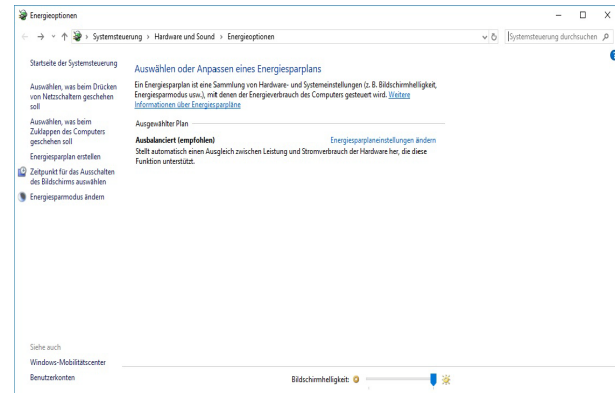 Energieoptionen
Systemsteuerung > Hardware und Sound > Energieoptionen
Systemsteuerung durchsuchen
Startseite der Systemsteuerung
Auswählen, was beim Drücken
von Netzschaltern geschehen
soll
Auswählen, was beim
Zuklappen des Computers
geschehen soll
Energiesparplan erstellen
Zeitpunkt für das Ausschalten
des Bildschirms auswählen
Energiesparmodus ändern
Auswählen oder Anpassen eines Energiesparplans
Ein Energiesparplan ist eine Sammlung von Hardware- und Systemeinstellungen (z. B. Bildschirmhelligkeit,
Energiesparmodus usw.), mit denen der Energieverbrauch des Computers gesteuert wird. Weitere
Informationen über Energiesparpläne
Ausgewählter Plan
Ausbalanciert (empfohlen)
Energiesparplaneinstellungen ändern
Stellt automatisch einen Ausgleich zwischen Leistung und Stromverbrauch der Hardware her, die diese
Funktion unterstützt.
Siehe auch
Windows-Mobilitätscenter
Benutzerkonten
Bildschirmhelligkeit: